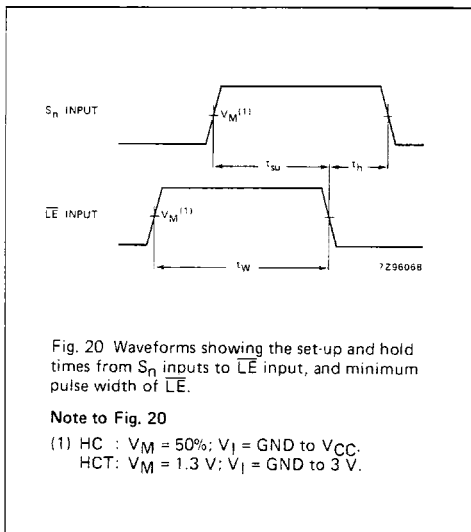 Sn INPUT
VM(1)
tsu
th
LE INPUT
VM(1)
tW
7Z96068
Fig. 20 Waveforms showing the set-up and hold
times from Sn inputs to LE input, and minimum
pulse width of LE.
Note to Fig. 20
(1) HC : VM = 50%; VI = GND to VCC.
HCT: VM = 1.3 V; VI = GND to 3 V.